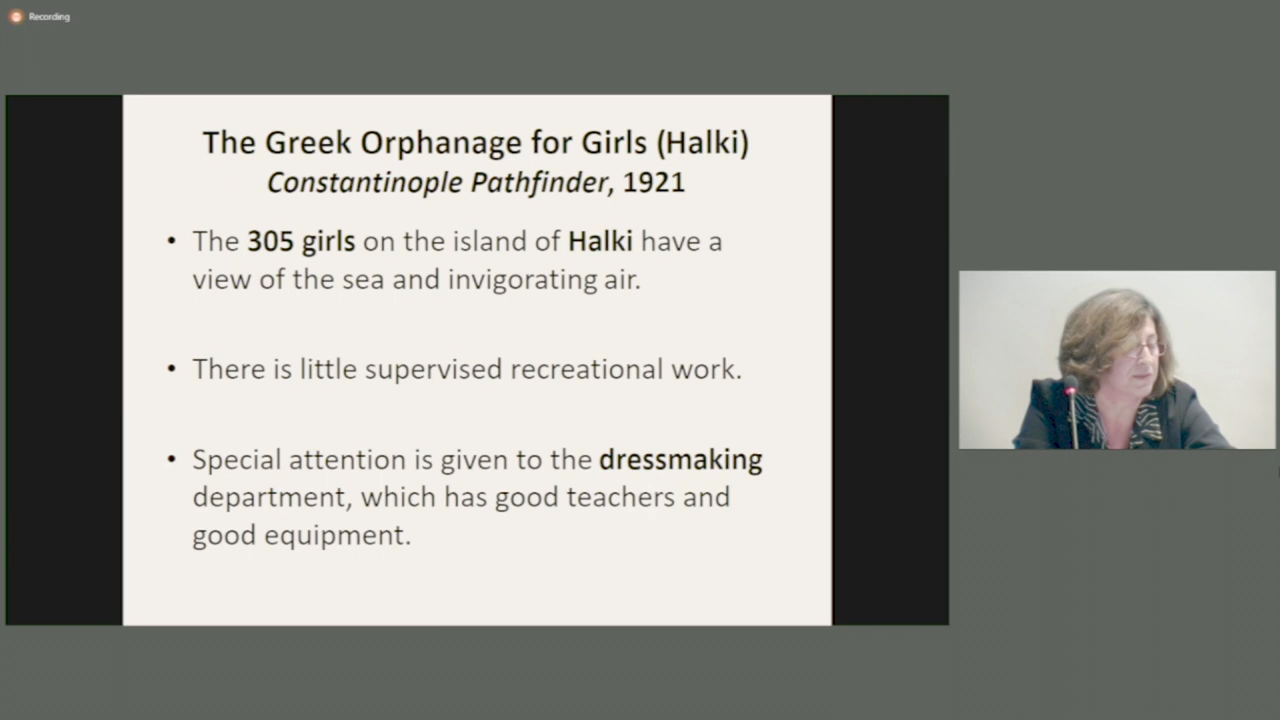 Recording
The Greek Orphanage for Girls (Halki)
Constantinople Pathfinder, 1921
• The 305 girls on the island of Halki have a
view of the sea and invigorating air.
• There is little supervised recreational work.
• Special attention is given to the dressmaking
department, which has good teachers and
good equipment.